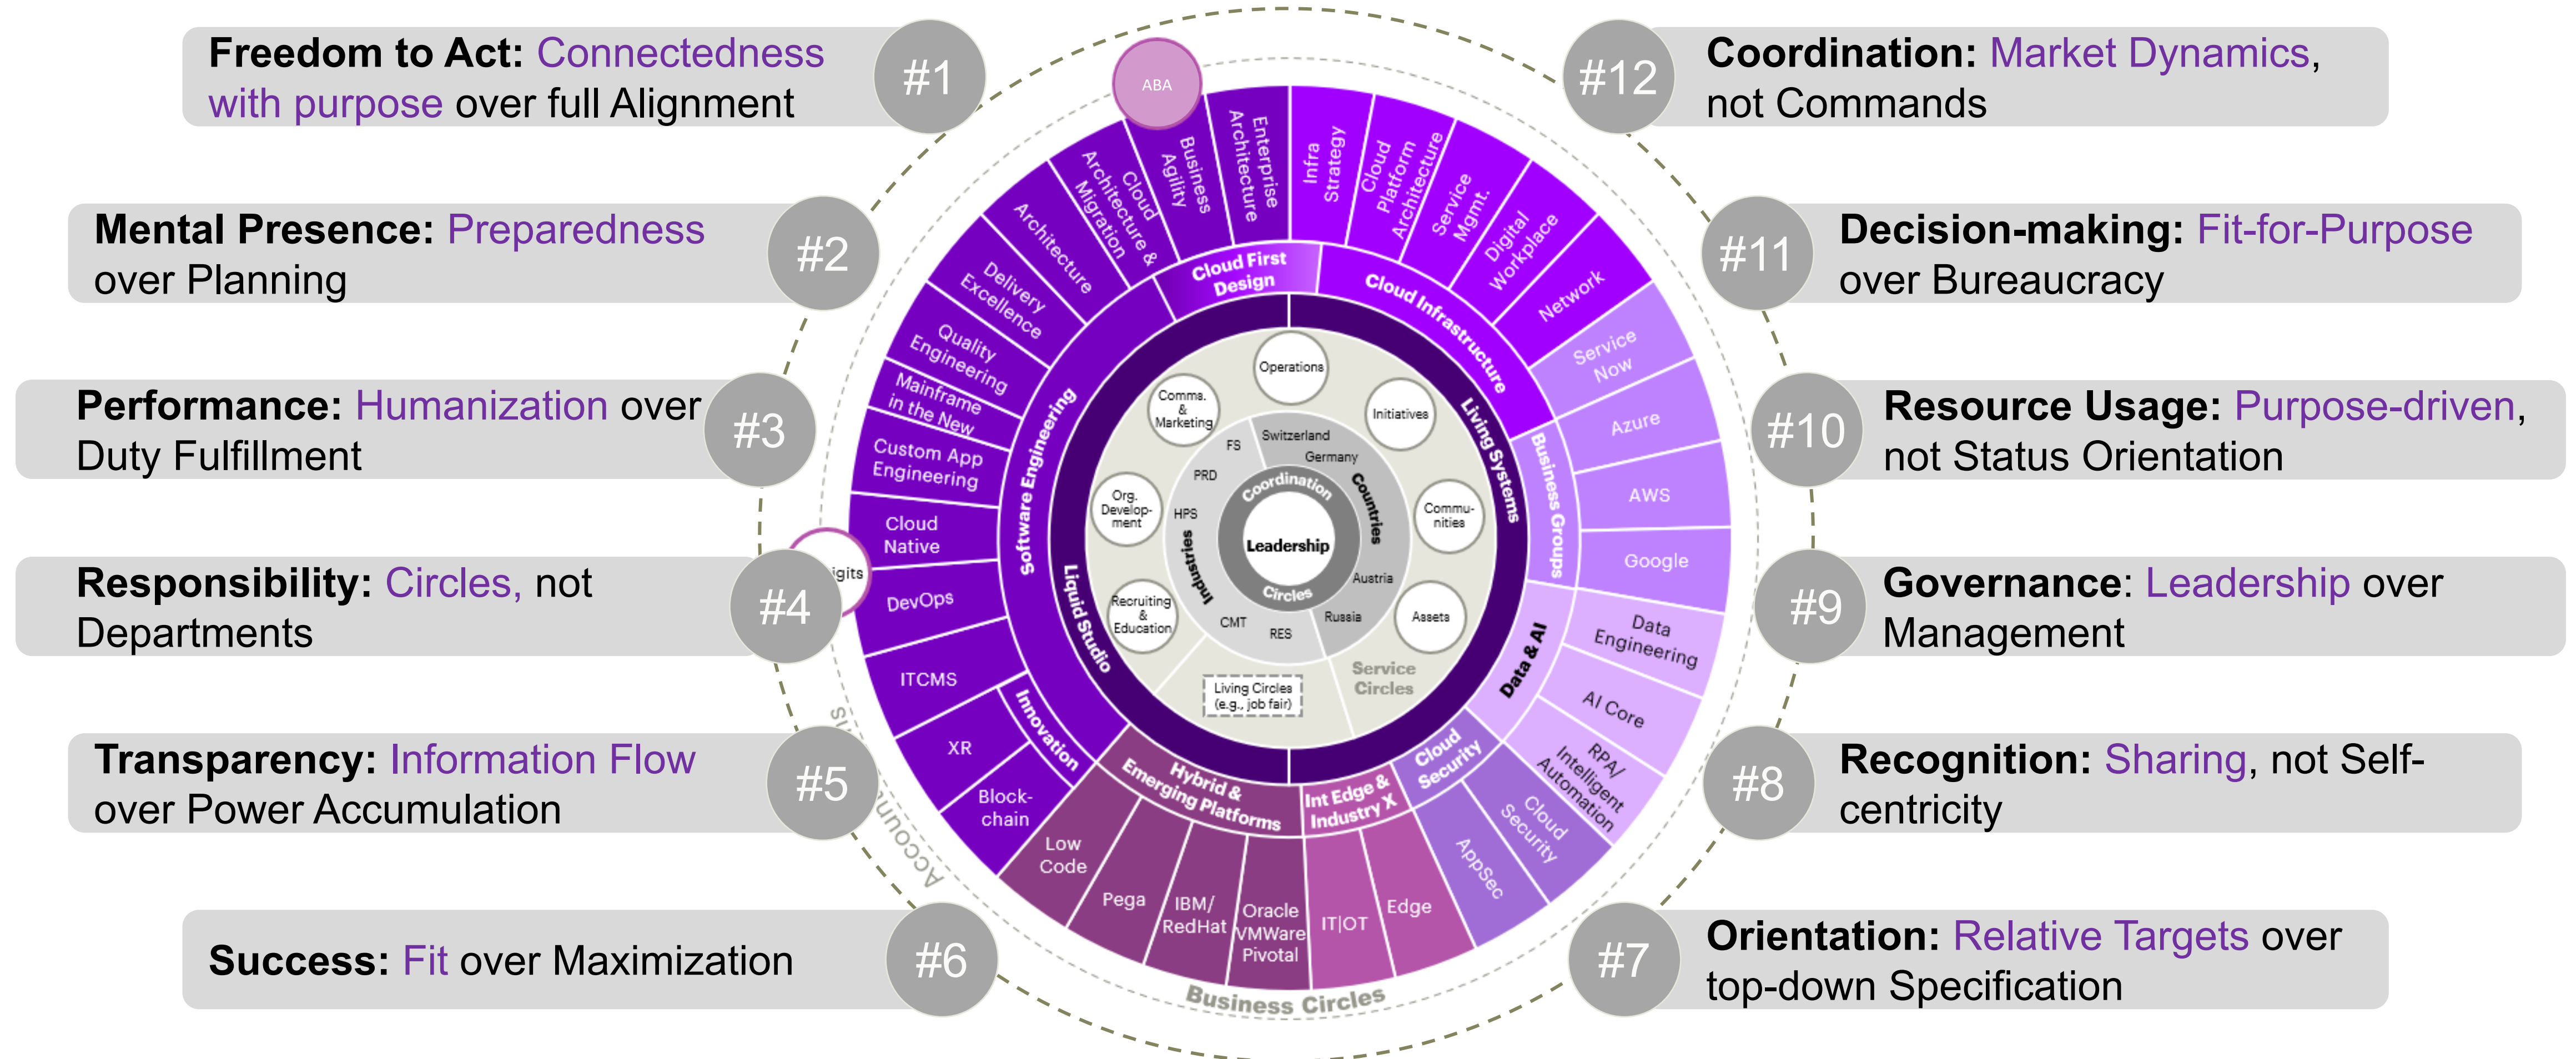 Freedom to Act: Connectedness
with purpose over full Alignment
#1
Mental Presence: Preparedness
over Planning
#2
Performance: Humanization over
Duty Fulfillment
#3
Responsibility: Circles, not
Departments
#4
Transparency: Information Flow
over Power Accumulation
#5
Success: Fit over Maximization
#6
#12
Coordination: Market Dynamics,
not Commands
#11
Decision-making: Fit-for-Purpose
over Bureaucracy
#10
Resource Usage: Purpose-driven,
not Status Orientation
#9
Governance: Leadership over
Management
#8
Recognition: Sharing, not Self-
centricity
#7
Orientation: Relative Targets over
top-down Specification
ABA
Enterprise
Architecture
Business
Agility
Cloud
Architecture &
Migration
Architecture
Delivery
Excellence
Quality
Engineering
Mainframe
in the New
Custom App
Engineering
Cloud
Native
DevOps
ITCMS
XR
Block-
chain
Low
Code
Pega
IBM/
RedHat
Oracle
VMWare
Pivotal
IT|OT
Edge
AppSec
Cloud
Security
RPA/
Intelligent
Automation
AI Core
Data
Engineering
Google
AWS
Azure
Service
Now
Network
Digital
Workplace
Service
Mgmt.
Cloud
Platform
Architecture
Infra
Strategy
Cloud First
Design
Cloud Infrastructure
Business Groups
Data & AI
Cloud
Security
Int Edge &
Industry X
Hybrid &
Emerging Platforms
Innovation
Software Engineering
Living Systems
Liquid Studio
Operations
Initiatives
Commu-
nities
Assets
Service
Circles
Living Circles
(e.g., job fair)
Recruiting
&
Education
Org.
Develop-
ment
Comms.
&
Marketing
FS
PRD
HPS
Industries
CMT
RES
Switzerland
Germany
Countries
Austria
Russia
Coordination
Circles
Leadership
igits
Business Circles